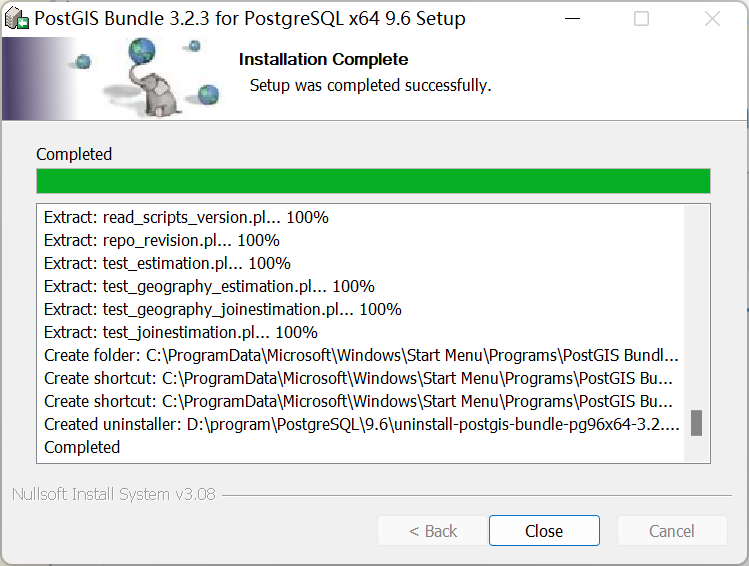 PostGIS Bundle 3.2.3 for PostgreSQL x64 9.6 Setup
Installation Complete
Setup was completed successfully.
Completed
Extract: read_scripts_version.pl... 100%
Extract: repo_revision.pl... 100%
Extract: test_estimation.pl... 100%
Extract: test_geography_estimation.pl... 100%
Extract: test_geography_joinestimation.pl... 100%
Extract: test_joinestimation.pl... 100%
Create folder: C:\ProgramData\Microsoft\Windows\Start Menu\Programs\PostGIS Bundl...
Create shortcut: C:\ProgramData\Microsoft\Windows\Start Menu\Programs\PostGIS Bu...
Create shortcut: C:\ProgramData\Microsoft\Windows\Start Menu\Programs\PostGIS Bu...
Created uninstaller: D:\program\PostgreSQL\9.6\uninstall-postgis-bundle-pg96x64-3.2....
Completed
Nullsoft Install System v3.08
< Back
Close
Cancel